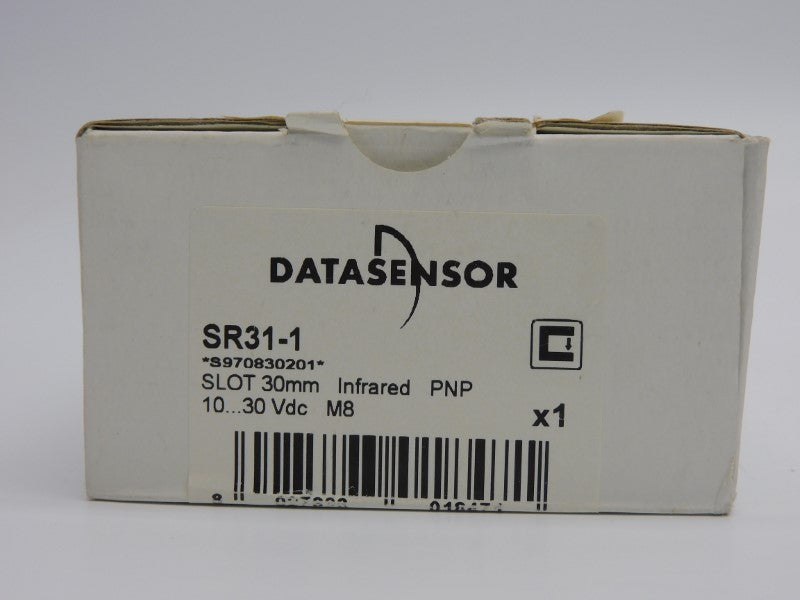 DATASENSOR
SR31-1
*S970830201*
SLOT 30mm Infrared PNP
10...30 Vdc M8
x1